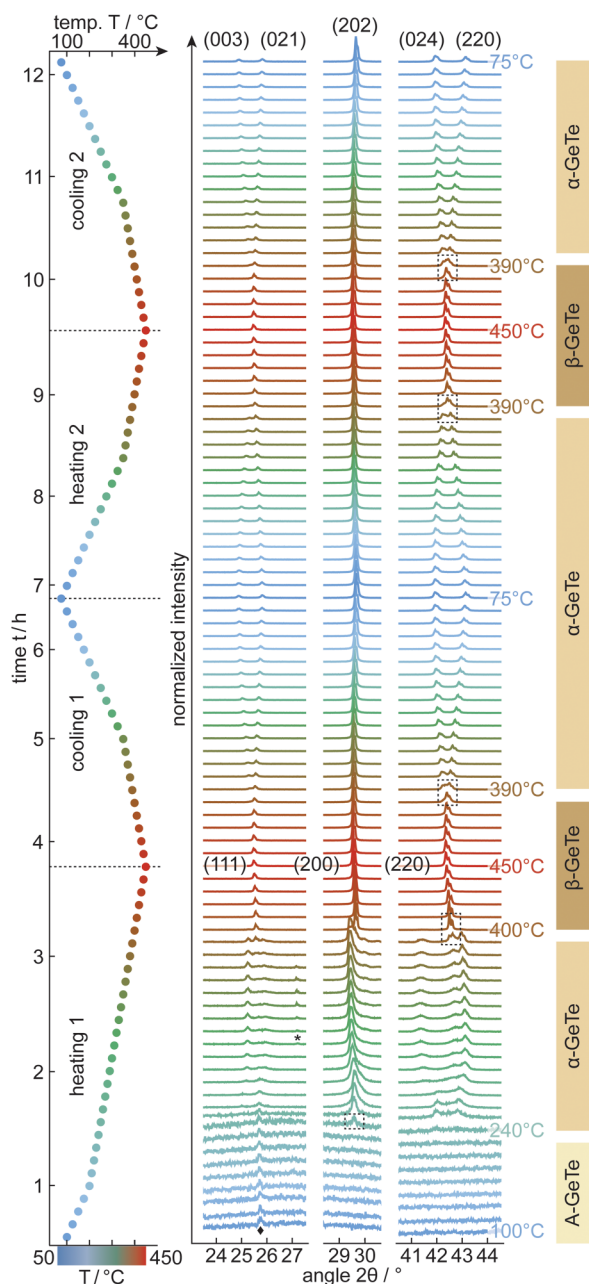 temp. T / °C
100 400
(003) (021)
(202)
(024) (220)
12
11
10
9
8
7
6
5
4
3
2
1
time t / h
cooling 2
heating 2
cooling 1
heating 1
normalized intensity
75°C
390°C
450°C
390°C
75°C
390°C
(111) (200) (220)
450°C
400°C
*
240°C
100°C
♦
α-GeTe
β-GeTe
α-GeTe
β-GeTe
α-GeTe
A-GeTe
50 450
T / °C
24 25 26 27
29 30
41 42 43 44
angle 2θ / °